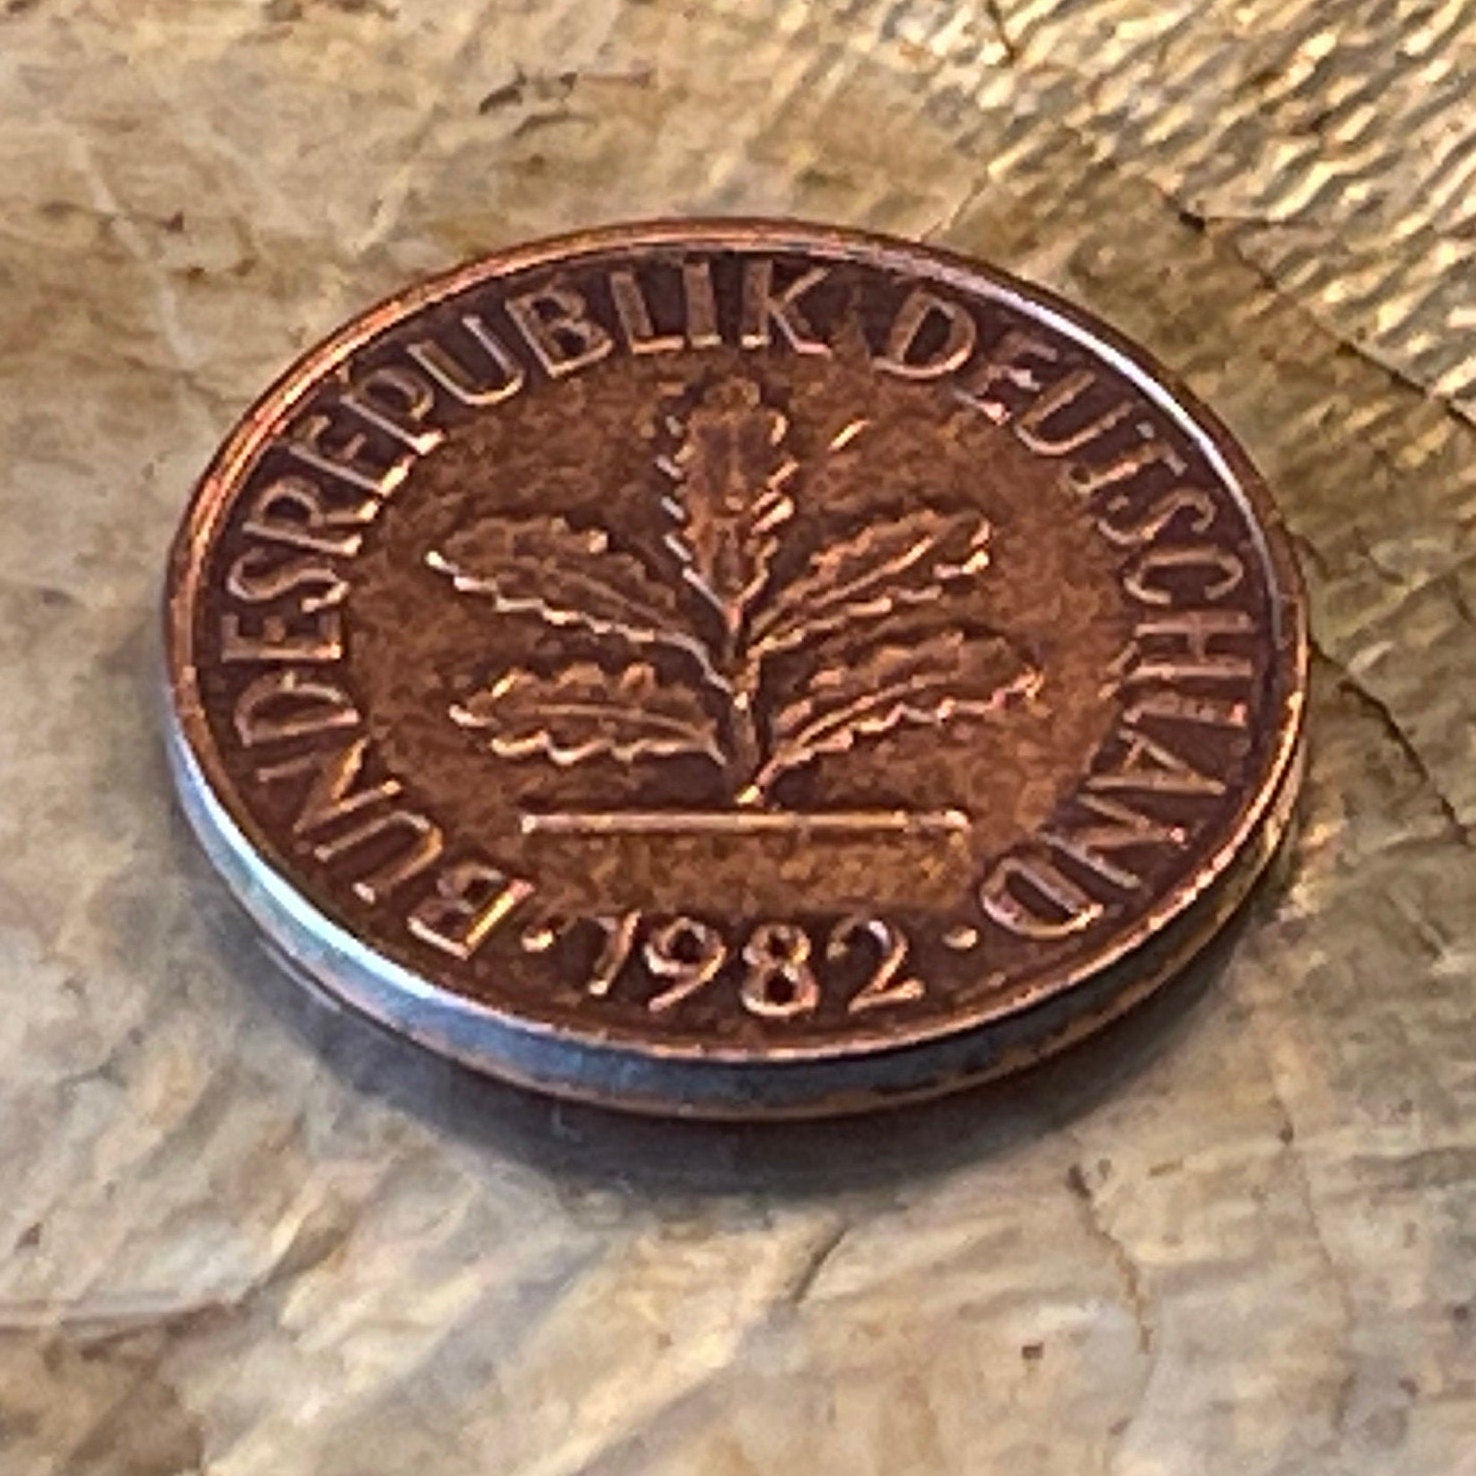 BUNDESREPUBLIK DEUTSCHLAND
· 1982 ·